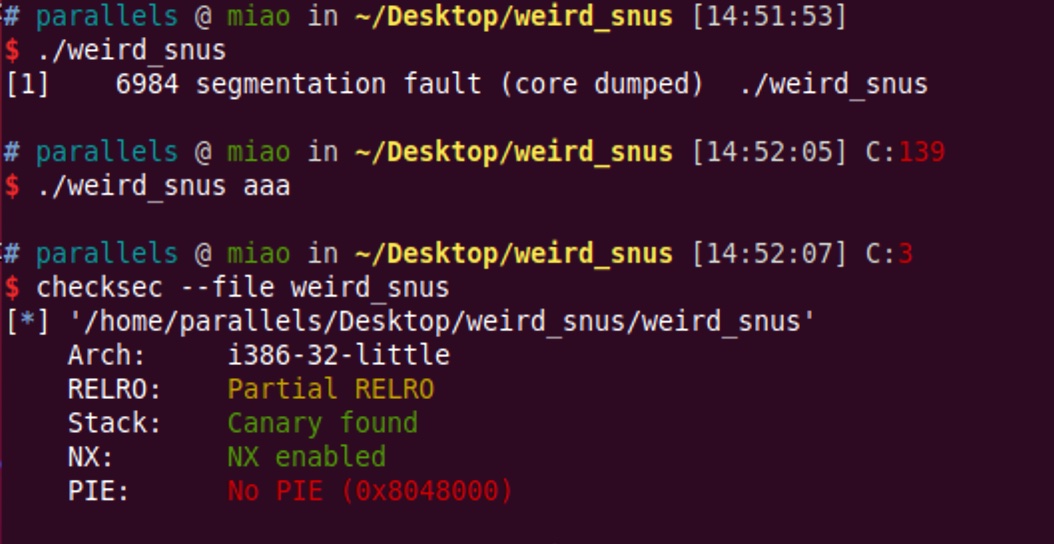 # parallels @ miao in ~/Desktop/weird_snus [14:51:53]
$ ./weird_snus
[1]    6984 segmentation fault (core dumped)  ./weird_snus
# parallels @ miao in ~/Desktop/weird_snus [14:52:05] C:139
$ ./weird_snus aaa
# parallels @ miao in ~/Desktop/weird_snus [14:52:07] C:3
$ checksec --file weird_snus
[*] '/home/parallels/Desktop/weird_snus/weird_snus'
    Arch:     i386-32-little
    RELRO:    Partial RELRO
    Stack:    Canary found
    NX:       NX enabled
    PIE:      No PIE (0x8048000)